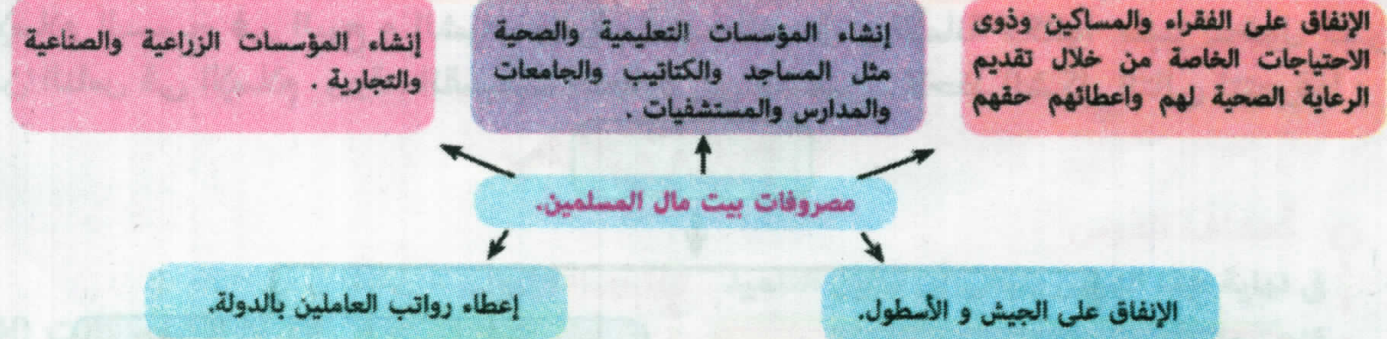 الإنفاق على الفقراء والمساكين وذوى
الاحتياجات الخاصة من خلال تقديم
الرعاية الصحية لهم واعطائهم حقهم
إنشاء المؤسسات التعليمية والصحية
مثل المساجد والكتاتيب والجامعات
والمدارس والمستشفيات .
إنشاء المؤسسات الزراعية والصناعية
والتجارية .
مصروفات بيت مال المسلمين.
الإنفاق على الجيش و الأسطول.
إعطاء رواتب العاملين بالدولة.